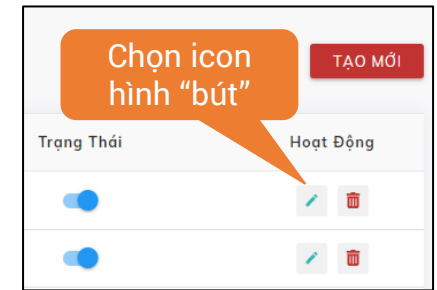 Chọn icon
hình “bút”
TẠO MỚI
Trạng Thái Hoạt Động